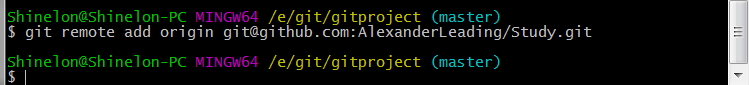 Shinelon@Shinelon-PC MINGW64 /e/git/gitproject (master)
$ git remote add origin git@github.com:AlexanderLeading/Study.git
Shinelon@Shinelon-PC MINGW64 /e/git/gitproject (master)
$